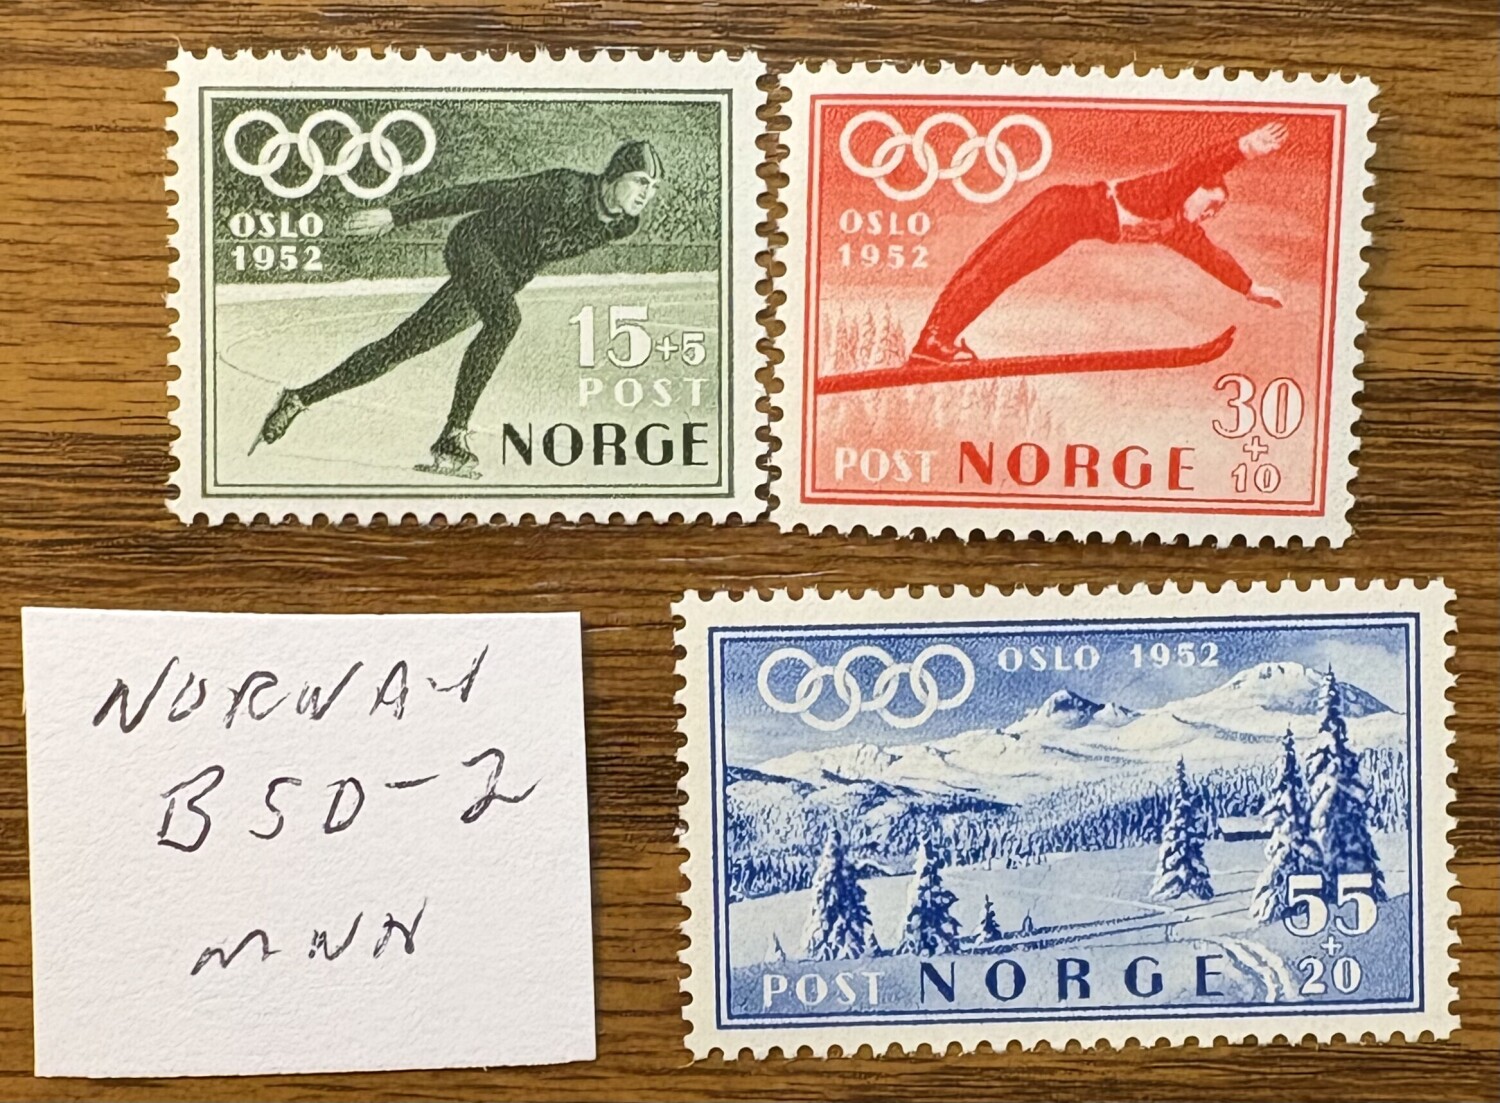 OSLO
1952
15+5
POST
NORGE
OSLO
1952
30
+
10
POST NORGE
OSLO 1952
55
+
20
POST NORGE
NORWAY
B50-2
MNH